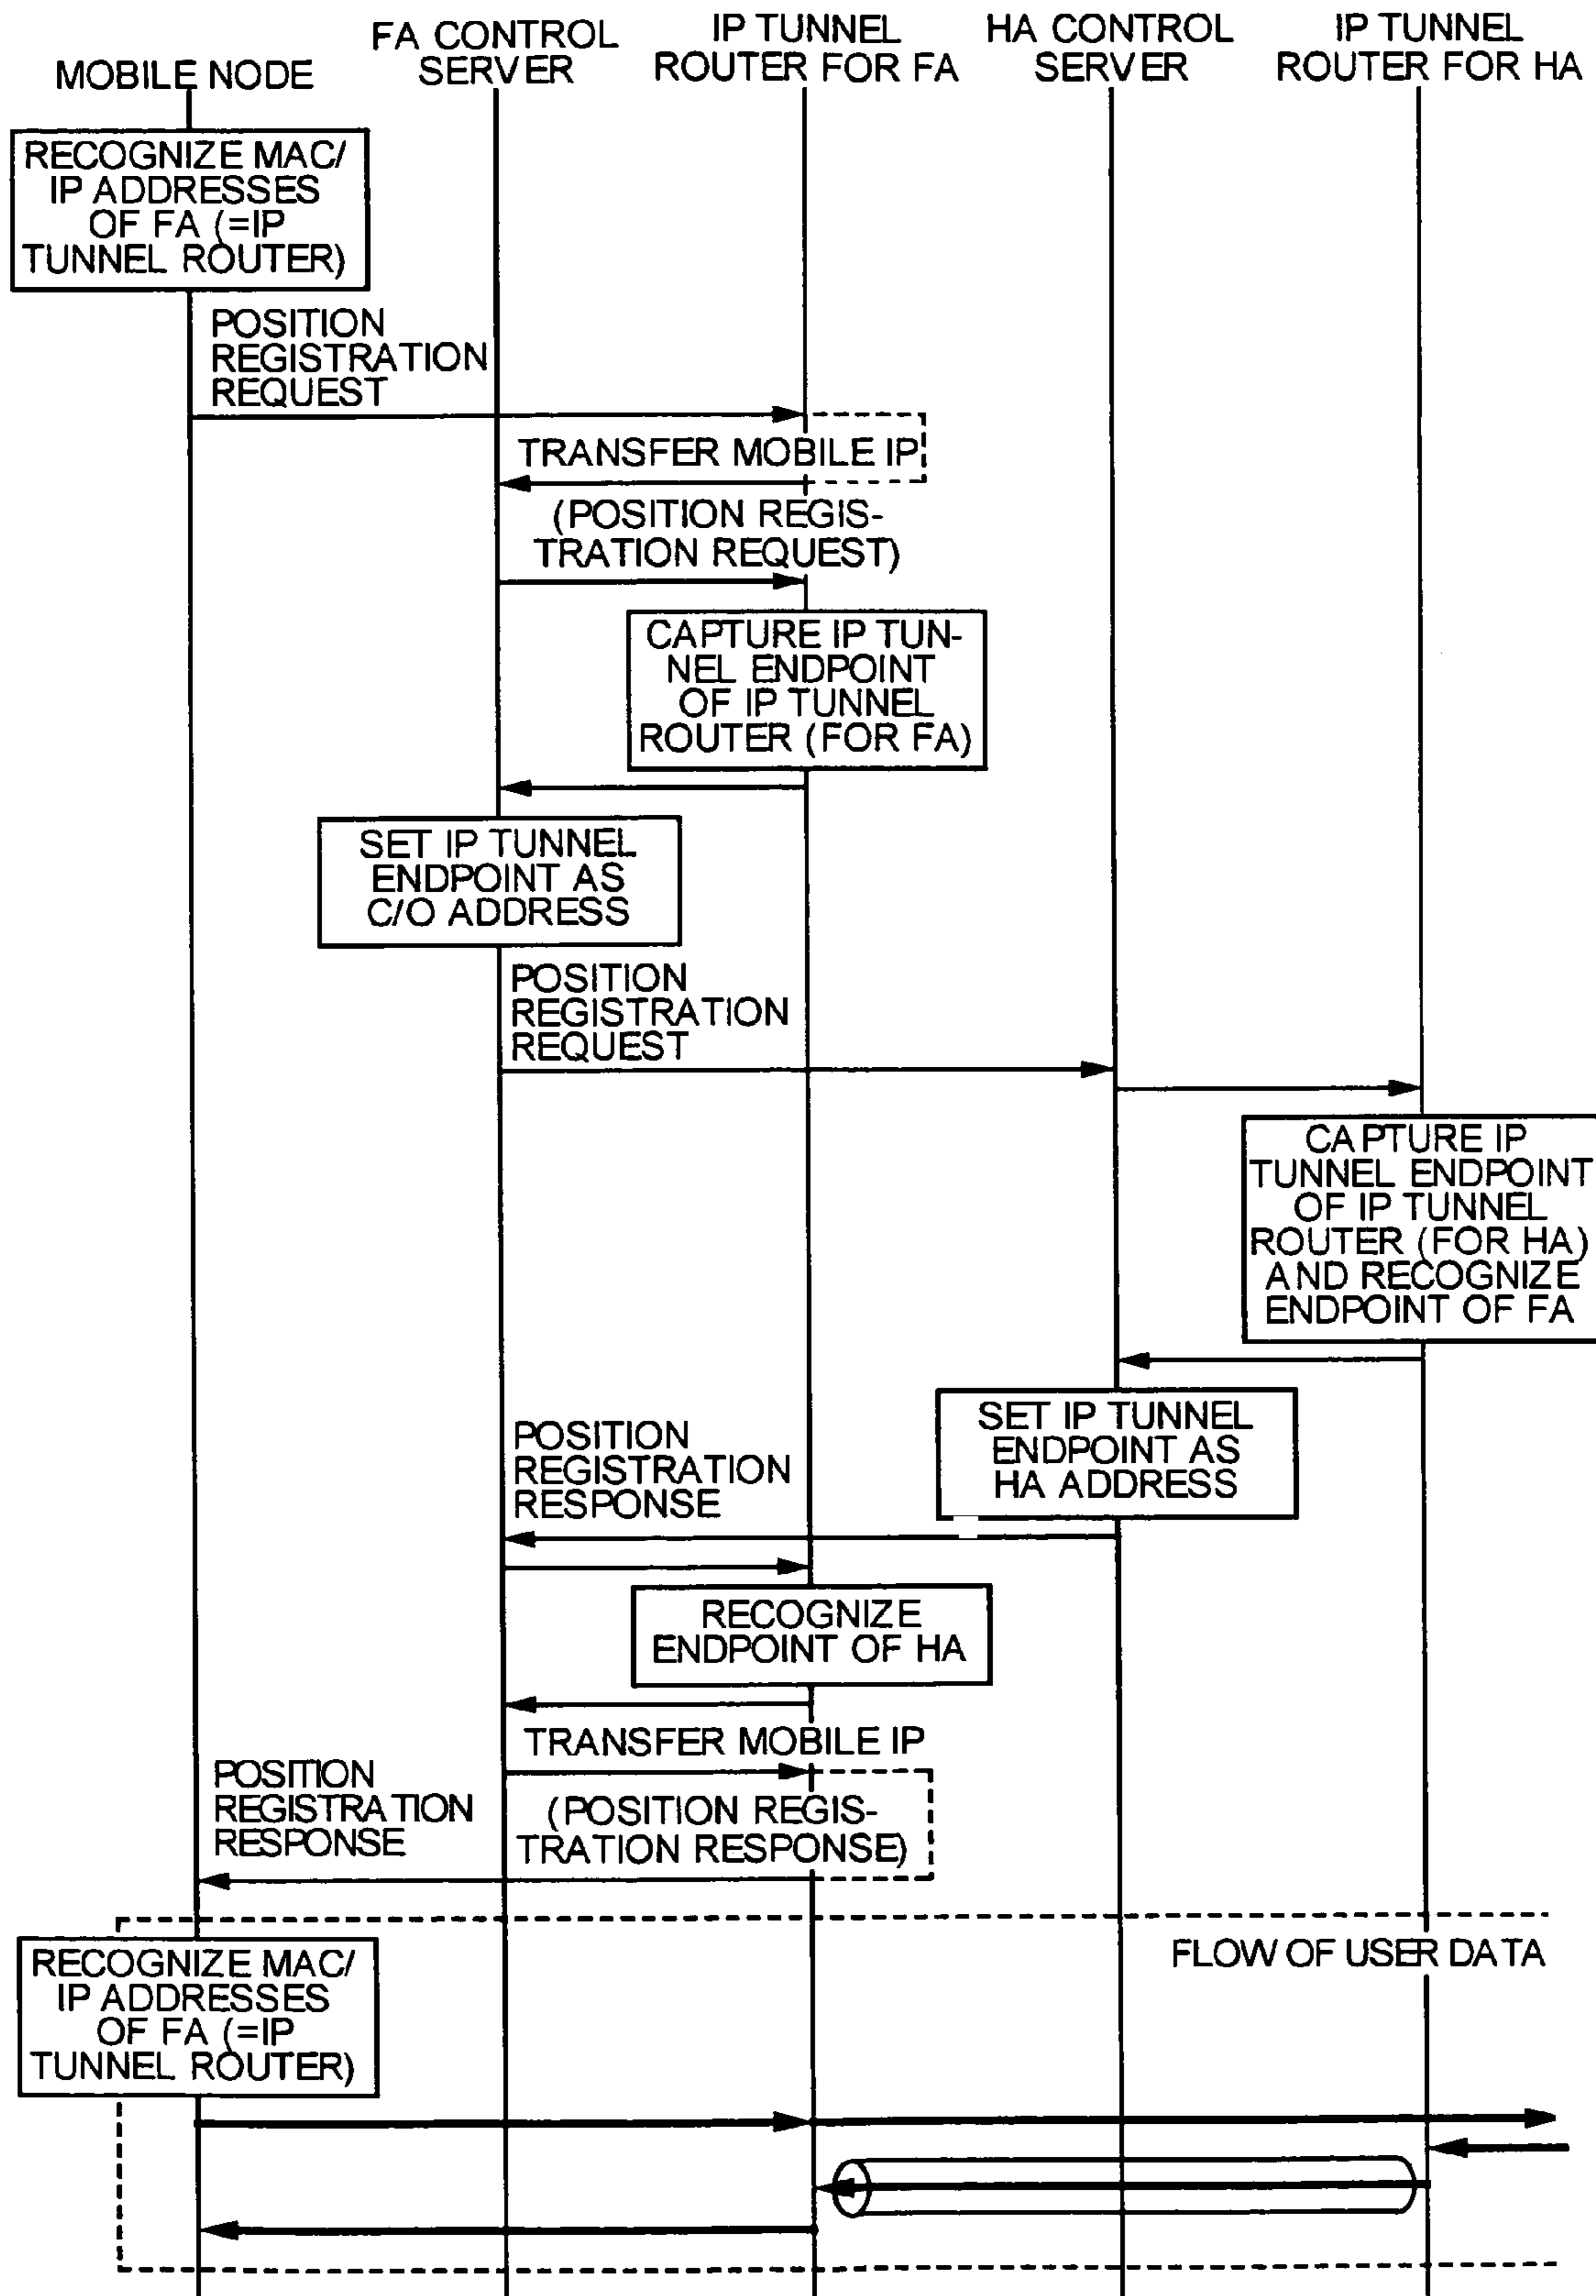 MOBILE NODE
FA CONTROL
SERVER
IP TUNNEL
ROUTER FOR FA
HA CONTROL
SERVER
IP TUNNEL
ROUTER FOR HA
RECOGNIZE MAC/
IP ADDRESSES
OF FA (=IP
TUNNEL ROUTER)
POSITION
REGISTRATION
REQUEST
TRANSFER MOBILE IP
(POSITION REGIS-
TRATION REQUEST)
CAPTURE IP TUN-
NEL ENDPOINT
OF IP TUNNEL
ROUTER (FOR FA)
SET IP TUNNEL
ENDPOINT AS
C/O ADDRESS
POSITION
REGISTRATION
REQUEST
CAPTURE IP
TUNNEL ENDPOINT
OF IP TUNNEL
ROUTER (FOR HA)
AND RECOGNIZE
ENDPOINT OF FA
SET IP TUNNEL
ENDPOINT AS
HA ADDRESS
POSITION
REGISTRATION
RESPONSE
RECOGNIZE
ENDPOINT OF HA
TRANSFER MOBILE IP
(POSITION REGIS-
TRATION RESPONSE)
POSITION
REGISTRATION
RESPONSE
FLOW OF USER DATA
RECOGNIZE MAC/
IP ADDRESSES
OF FA (=IP
TUNNEL ROUTER)